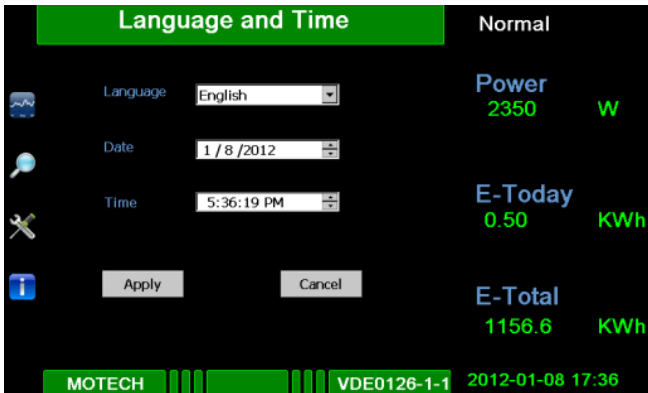 Language and Time
Normal
Language
English
Date
1 / 8 /2012
Time
5:36:19 PM
Apply
Cancel
Power
2350 W
E-Today
0.50 KWh
E-Total
1156.6 KWh
MOTECH
VDE0126-1-1
2012-01-08 17:36